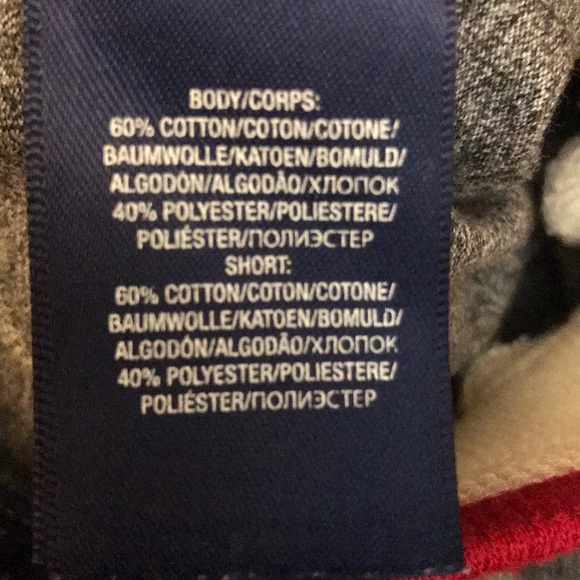 BODY/CORPS:
60% COTTON/COTON/COTONE/
BAUMWOLLE/KATOEN/BOMULD/
ALGODÓN/ALGODÃO/ХЛОПОК
40% POLYESTER/POLIESTERE/
POLIÉSTER/ПОЛИЭСТЕР
SHORT:
60% COTTON/COTON/COTONE/
BAUMWOLLE/KATOEN/BOMULD/
ALGODÓN/ALGODÃO/ХЛОПОК
40% POLYESTER/POLIESTERE/
POLIÉSTER/ПОЛИЭСТЕР